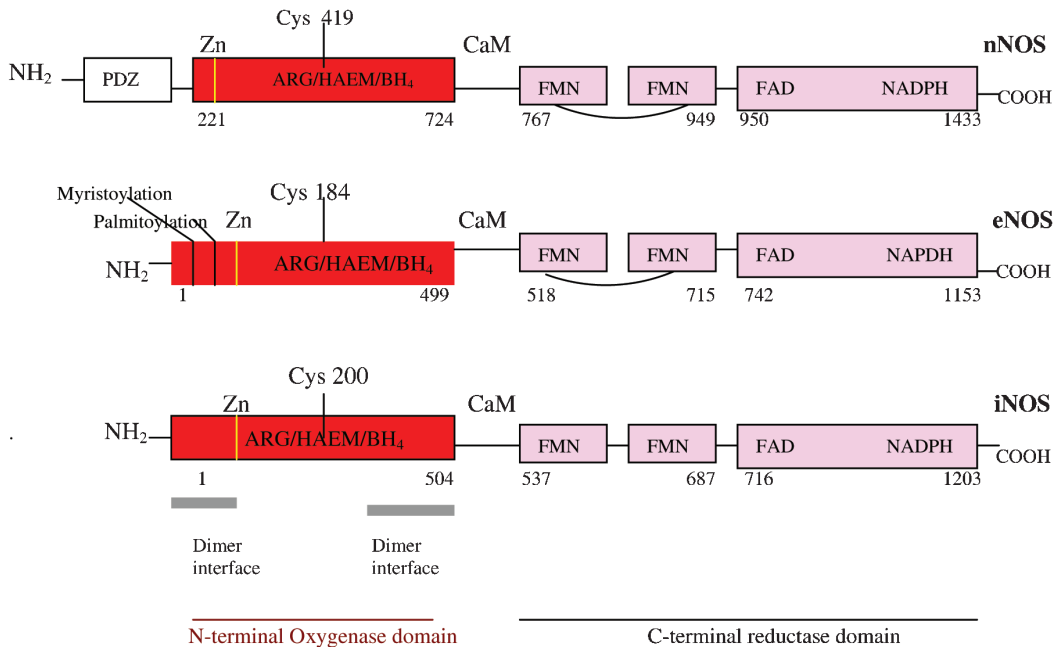 Cys 419
Zn CaM nNOS
NH2 PDZ ARG/HAEM/BH4 FMN FMN FAD NADPH COOH
221 724 767 949 950 1433
Myristoylation Cys 184
Palmitoylation Zn CaM eNOS
NH2 ARG/HAEM/BH4 FMN FMN FAD NAPDH COOH
1 499 518 715 742 1153
Cys 200
Zn CaM iNOS
. NH2 ARG/HAEM/BH4 FMN FMN FAD NADPH COOH
1 504 537 687 716 1203
Dimer Dimer
interface interface
N-terminal Oxygenase domain C-terminal reductase domain